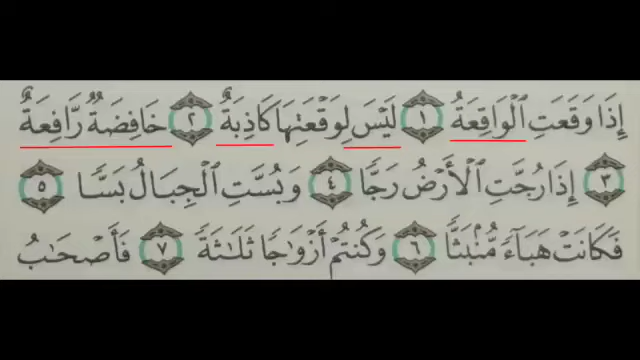 إِذَا وَقَعَتِ ٱلْوَاقِعَةُ ١ لَيْسَ لِوَقْعَتِهَا كَاذِبَةٌ ٢ خَافِضَةٌ رَّافِعَةٌ
٣ إِذَا رُجَّتِ ٱلْأَرْضُ رَجًّا ٤ وَبُسَّتِ ٱلْجِبَالُ بَسًّا ٥
فَكَانَتْ هَبَآءً مُّنۢبَثًّا ٦ وَكُنتُمْ أَزْوَٰجًا ثَلَٰثَةً ٧ فَأَصْحَٰبُ